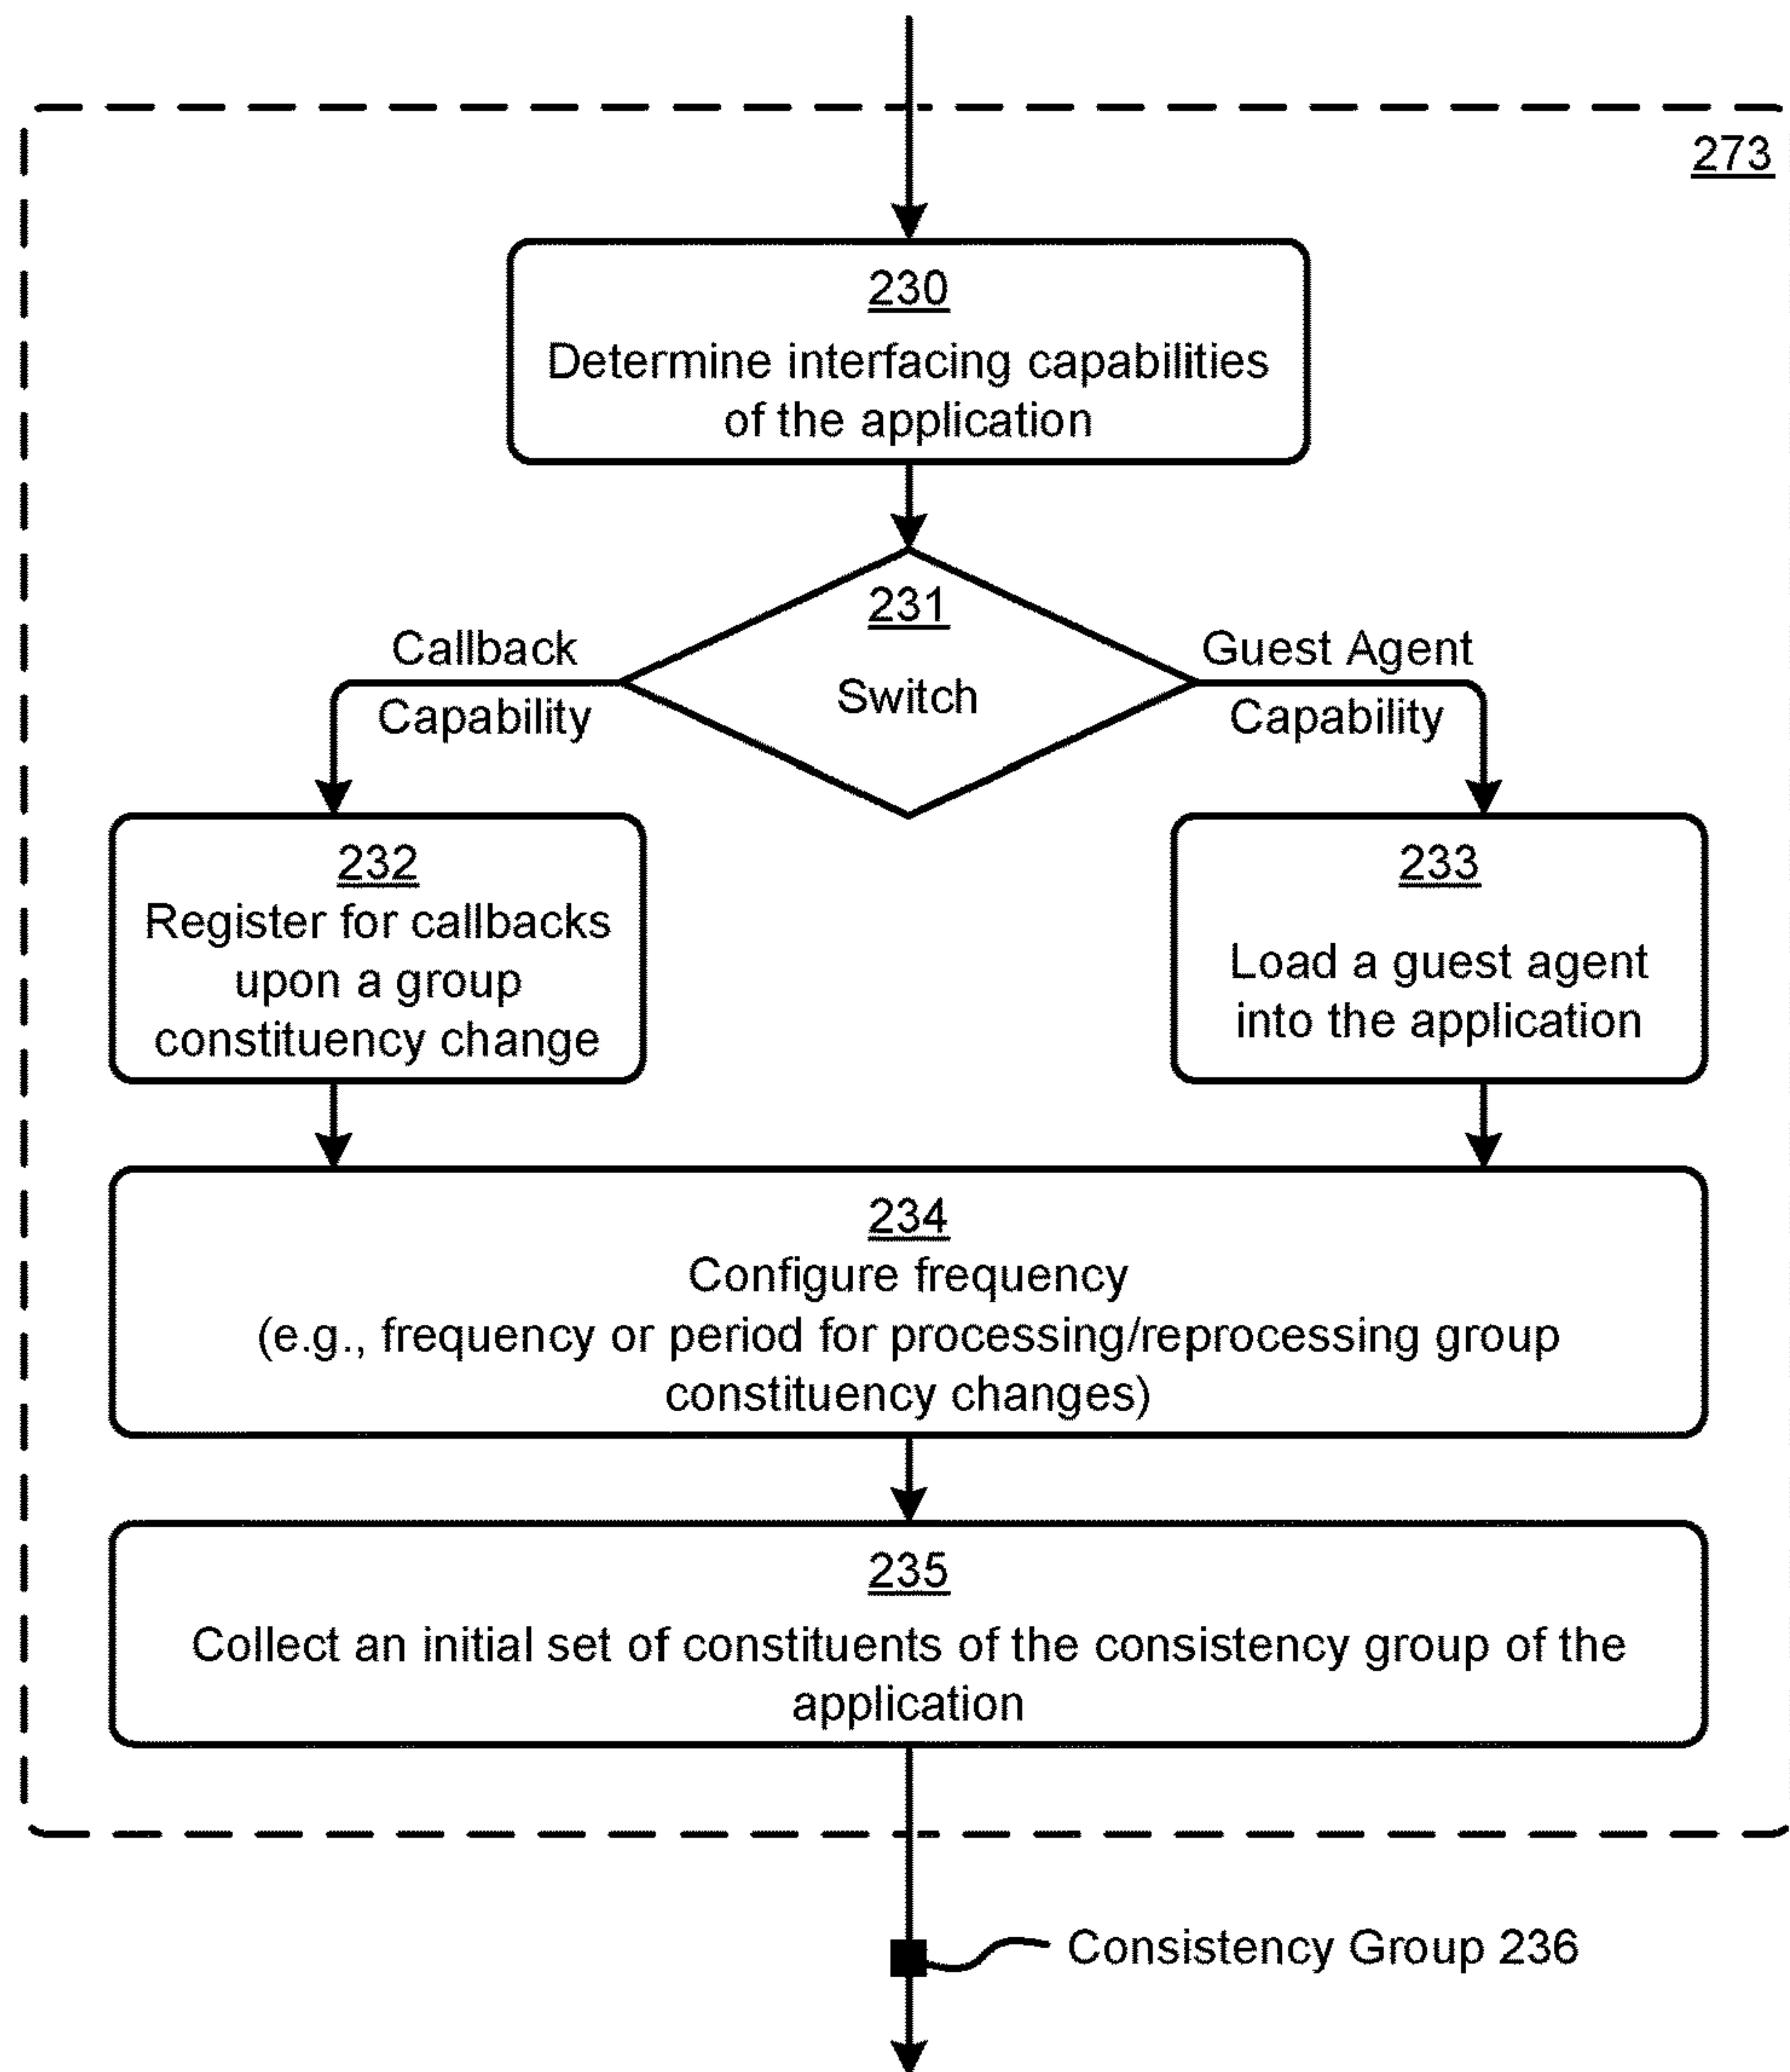 273
230
Determine interfacing capabilities
of the application
231
Switch
Callback
Capability
Guest Agent
Capability
232
Register for callbacks
upon a group
constituency change
233
Load a guest agent
into the application
234
Configure frequency
(e.g., frequency or period for processing/reprocessing group
constituency changes)
235
Collect an initial set of constituents of the consistency group of the
application
Consistency Group 236